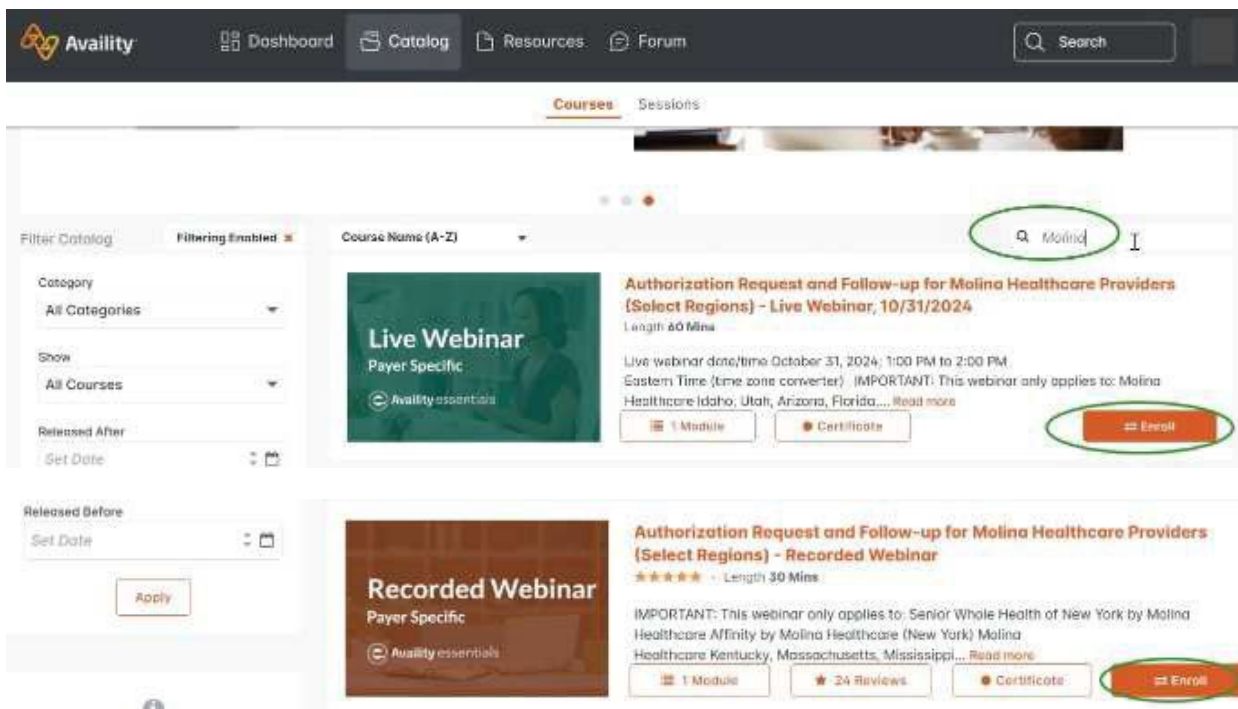 Availity
Dashboard
Catalog
Resources
Forum
Search
Courses
Sessions
Filter Catalog
Filtering Enabled
Course Name (A-Z)
Molina
Category
All Categories
Show
All Courses
Released After
Set Date
Live Webinar
Payer Specific
Availity essentials
Authorization Request and Follow-up for Molina Healthcare Providers
(Select Regions) - Live Webinar, 10/31/2024
Length 60 Mins
Live webinar date/time October 31, 2024; 1:00 PM to 2:00 PM
Eastern Time (time zone converter) IMPORTANT: This webinar only applies to: Molina
Healthcare Idaho, Utah, Arizona, Florida,... Read more
1 Module
Certificate
Enroll
Released Before
Set Date
Apply
Recorded Webinar
Payer Specific
Availity essentials
Authorization Request and Follow-up for Molina Healthcare Providers
(Select Regions) - Recorded Webinar
Length 30 Mins
IMPORTANT: This webinar only applies to: Senior Whole Health of New York by Molina
Healthcare Affinity by Molina Healthcare (New York) Molina
Healthcare Kentucky, Massachusetts, Mississippi... Read more
1 Module
24 Reviews
Certificate
Enroll